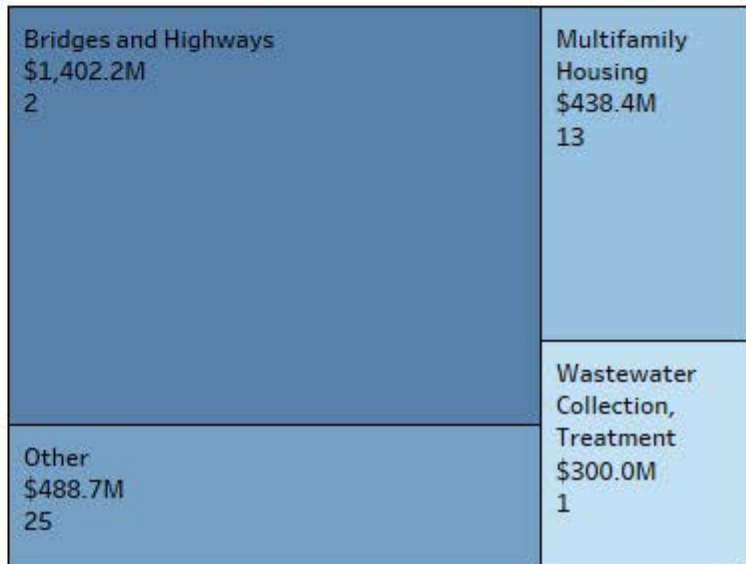 Bridges and Highways
$1,402.2M
2
Multifamily
Housing
$438.4M
13
Other
$488.7M
25
Wastewater
Collection,
Treatment
$300.0M
1